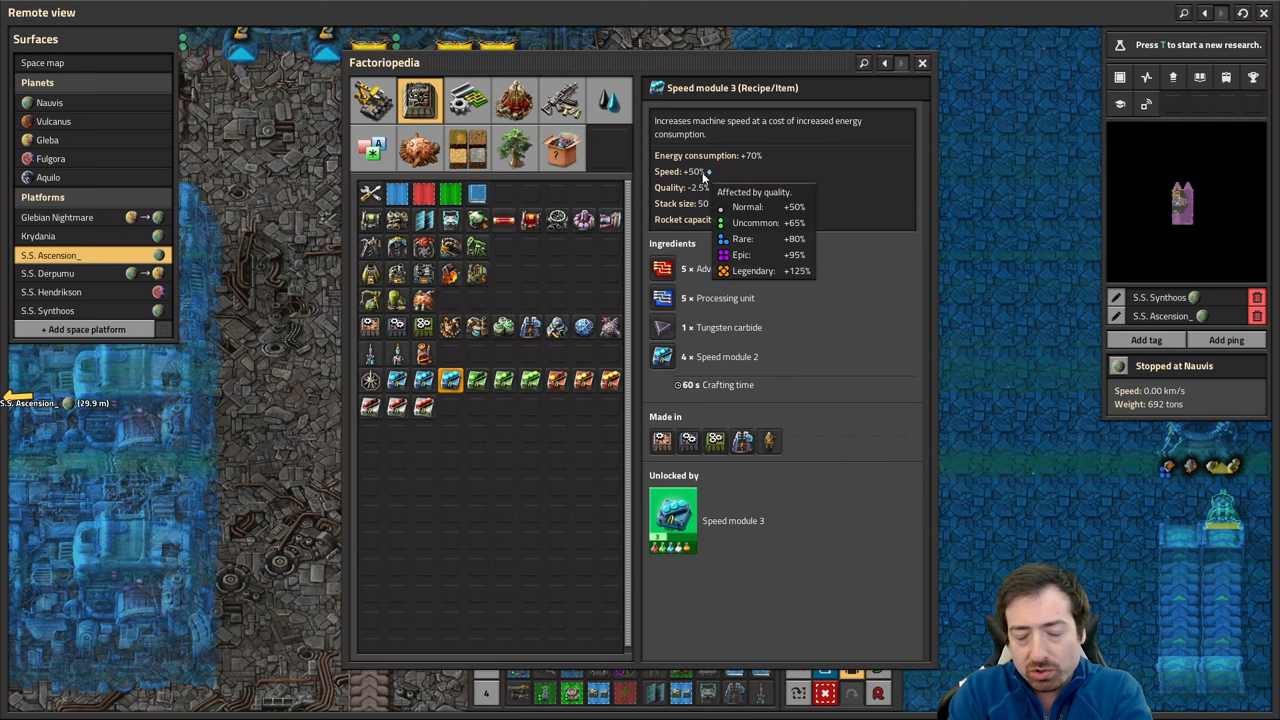 Remote view
Surfaces
Space map
Planets
Nauvis
Vulcanus
Gleba
Fulgora
Aquilo
Platforms
Glebian Nightmare
Krydania
S.S. Ascension_
S.S. Derpumu
S.S. Hendrikson
S.S. Synthoos
+ Add space platform
S.S. Ascension_ (29.9 m)
Factoriopedia
Speed module 3 (Recipe/Item)
Increases machine speed at a cost of increased energy
consumption.
Energy consumption: +70%
Speed: +50%
Quality: -2.5%
Stack size: 50
Rocket capacit
Affected by quality.
Normal: +50%
Uncommon: +65%
Rare: +80%
Epic: +95%
Legendary: +125%
Ingredients
5 × Adv
5 × Processing unit
1 × Tungsten carbide
4 × Speed module 2
60 s Crafting time
Made in
Unlocked by
3
Speed module 3
4
Press T to start a new research.
S.S. Synthoos
S.S. Ascension_
Add tag
Add ping
Stopped at Nauvis
Speed: 0.00 km/s
Weight: 692 tons